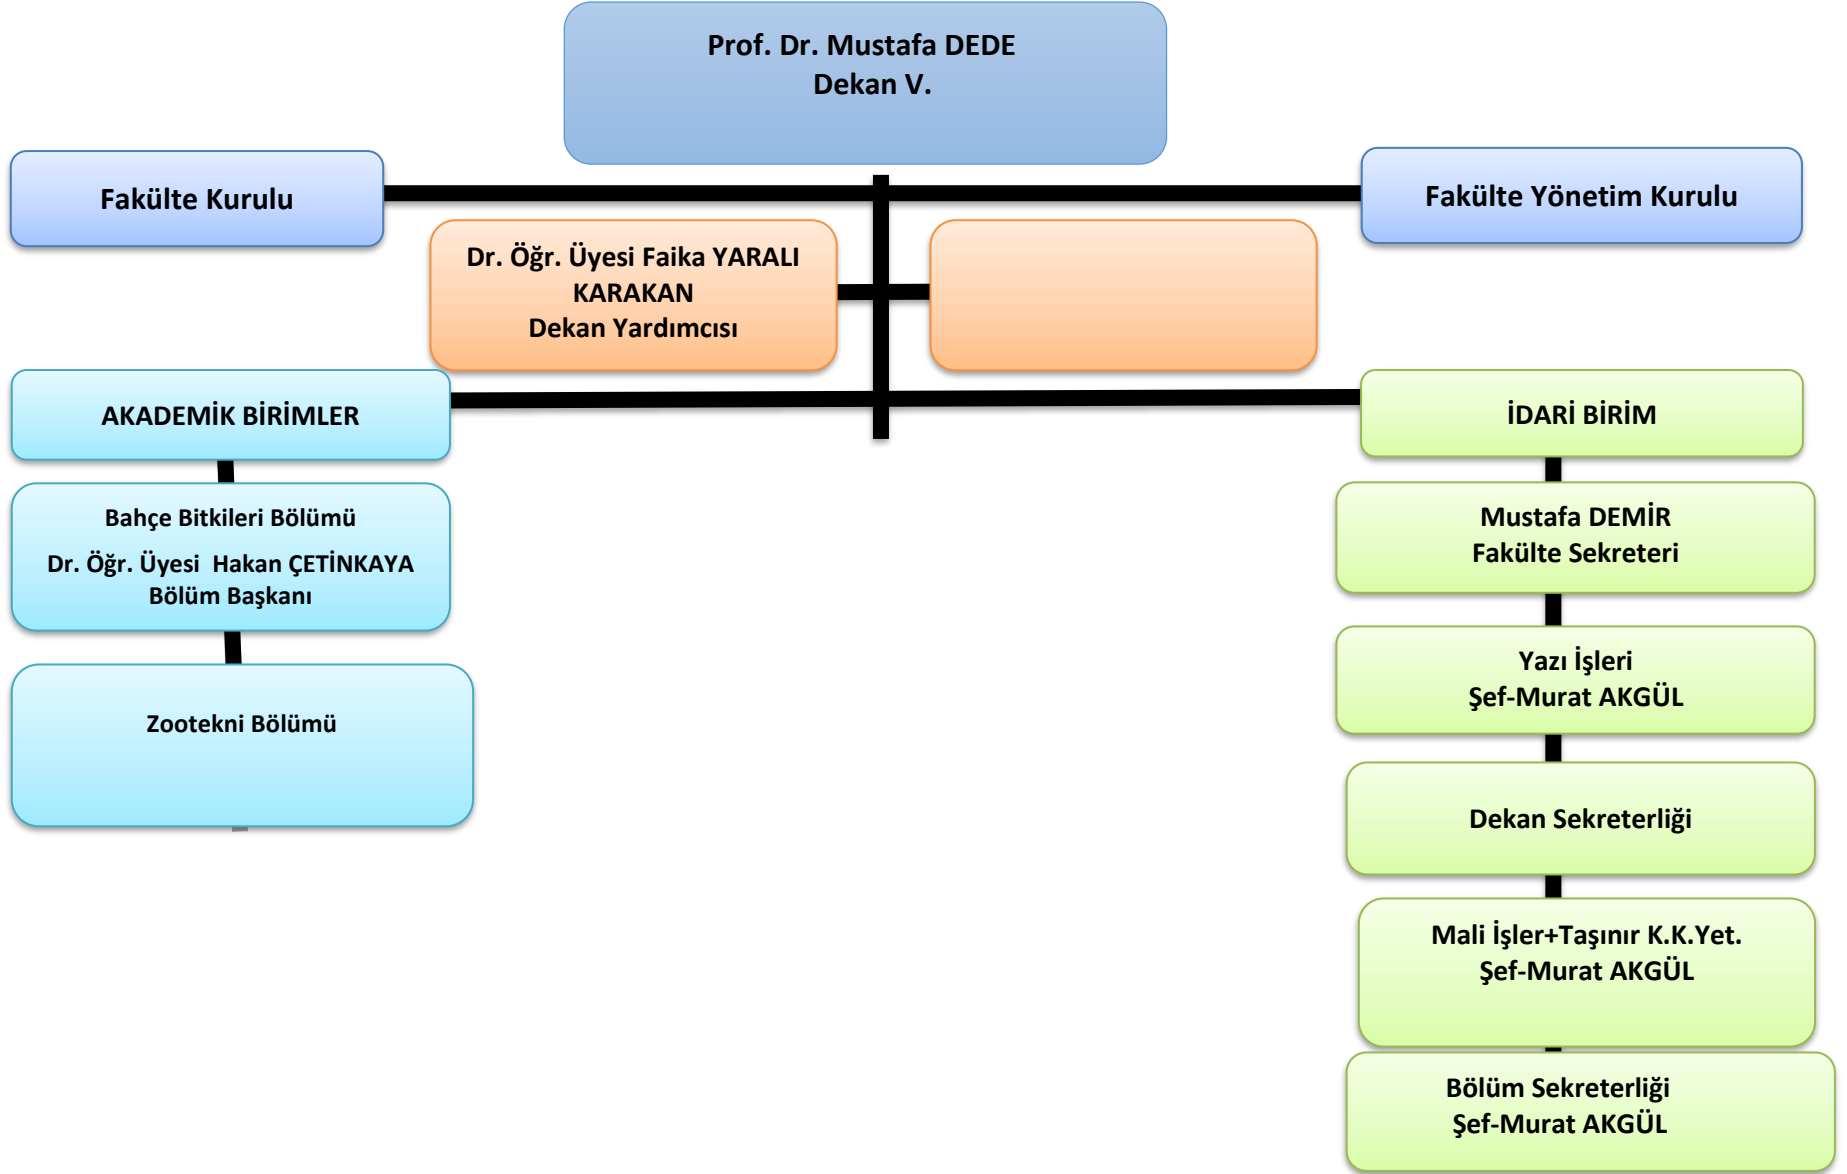 Prof. Dr. Mustafa DEDE
Dekan V.
Fakülte Kurulu
Fakülte Yönetim Kurulu
Dr. Öğr. Üyesi Faika YARALI
KARAKAN
Dekan Yardımcısı
AKADEMİK BİRİMLER
Bahçe Bitkileri Bölümü
Dr. Öğr. Üyesi  Hakan ÇETİNKAYA
Bölüm Başkanı
Zootekni Bölümü
İDARİ BİRİM
Mustafa DEMİR
Fakülte Sekreteri
Yazı İşleri
Şef-Murat AKGÜL
Dekan Sekreterliği
Mali İşler+Taşınır K.K.Yet.
Şef-Murat AKGÜL
Bölüm Sekreterliği
Şef-Murat AKGÜL